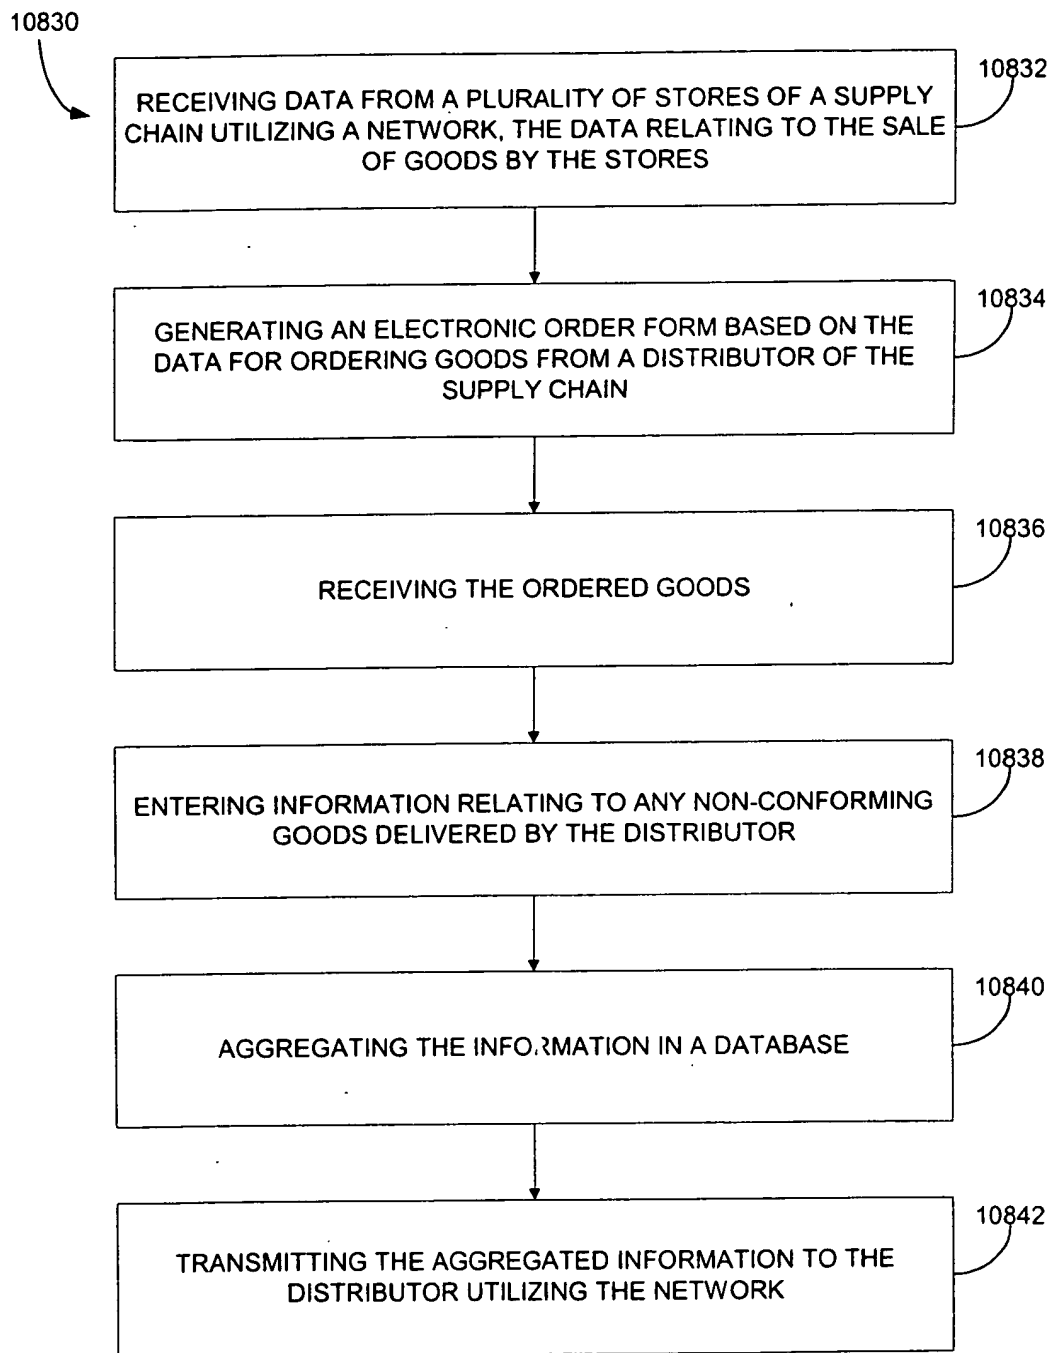 10830
10832
RECEIVING DATA FROM A PLURALITY OF STORES OF A SUPPLY
CHAIN UTILIZING A NETWORK, THE DATA RELATING TO THE SALE
OF GOODS BY THE STORES
10834
GENERATING AN ELECTRONIC ORDER FORM BASED ON THE
DATA FOR ORDERING GOODS FROM A DISTRIBUTOR OF THE
SUPPLY CHAIN
10836
RECEIVING THE ORDERED GOODS
10838
ENTERING INFORMATION RELATING TO ANY NON-CONFORMING
GOODS DELIVERED BY THE DISTRIBUTOR
10840
AGGREGATING THE INFORMATION IN A DATABASE
10842
TRANSMITTING THE AGGREGATED INFORMATION TO THE
DISTRIBUTOR UTILIZING THE NETWORK